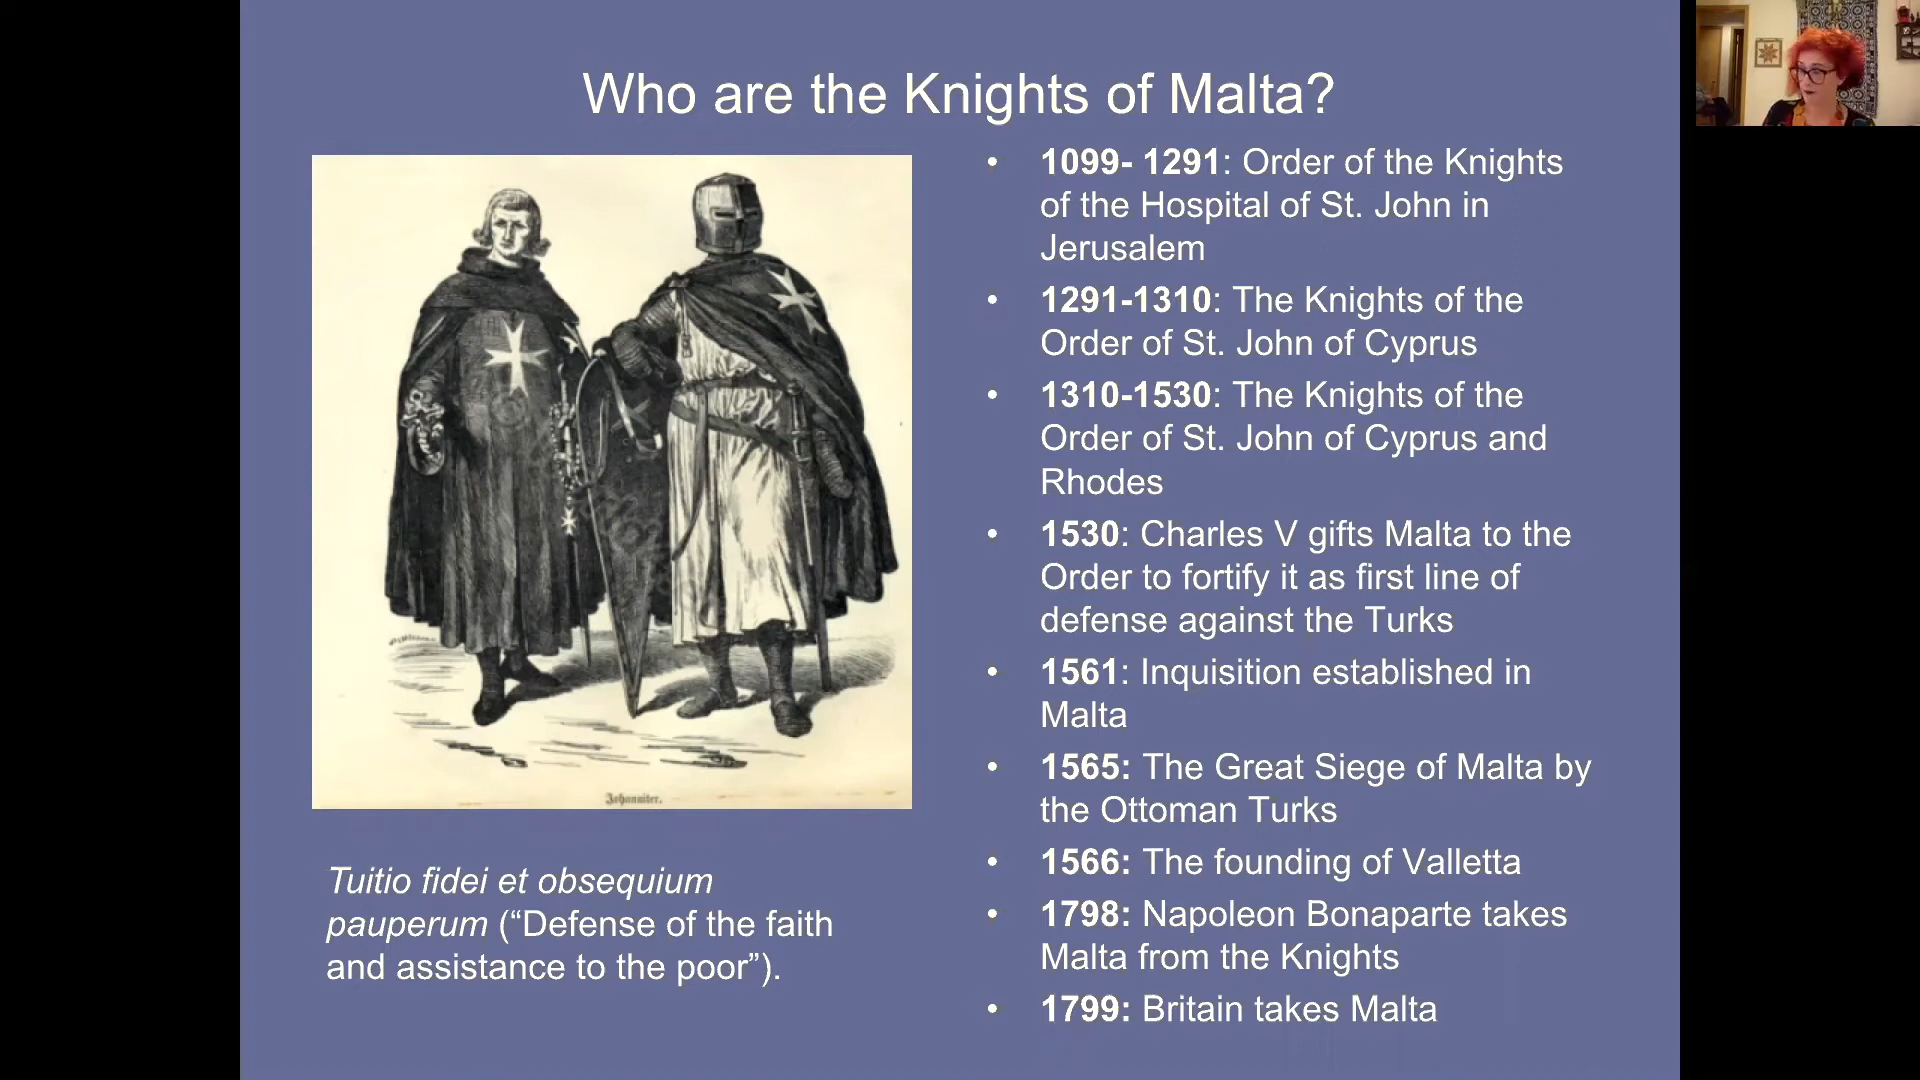 Who are the Knights of Malta?
Johanniter.
Tuitio fidei et obsequium
pauperum (“Defense of the faith
and assistance to the poor”).
• 1099- 1291: Order of the Knights
of the Hospital of St. John in
Jerusalem
• 1291-1310: The Knights of the
Order of St. John of Cyprus
• 1310-1530: The Knights of the
Order of St. John of Cyprus and
Rhodes
• 1530: Charles V gifts Malta to the
Order to fortify it as first line of
defense against the Turks
• 1561: Inquisition established in
Malta
• 1565: The Great Siege of Malta by
the Ottoman Turks
• 1566: The founding of Valletta
• 1798: Napoleon Bonaparte takes
Malta from the Knights
• 1799: Britain takes Malta